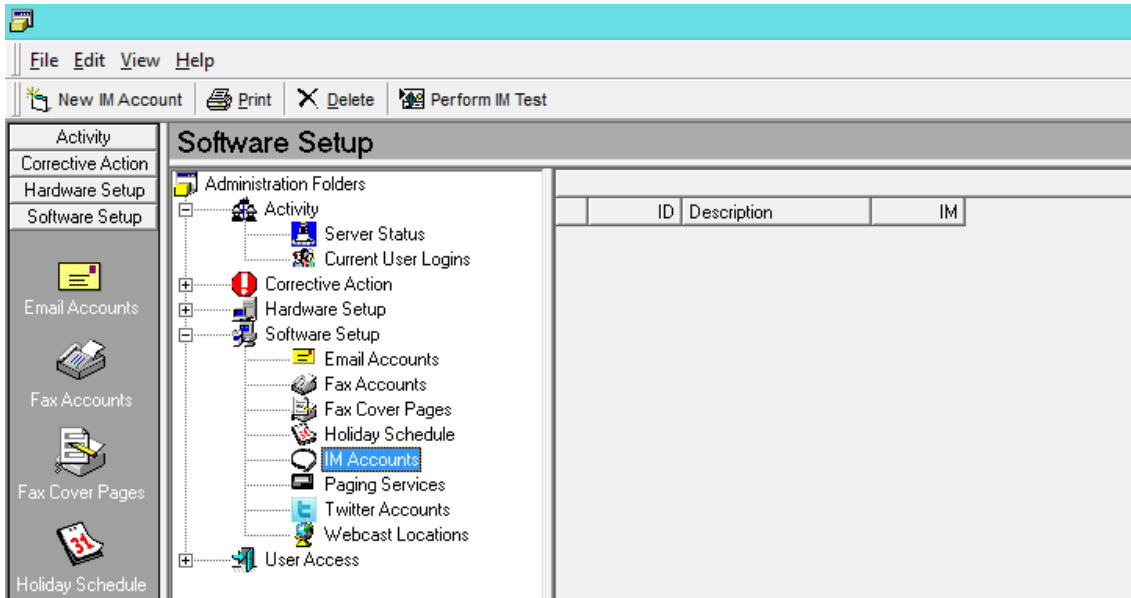 File Edit View Help
New IM Account Print Delete Perform IM Test
Activity
Corrective Action
Hardware Setup
Software Setup
Email Accounts
Fax Accounts
Fax Cover Pages
31
Holiday Schedule
Software Setup
Administration Folders
Activity
Server Status
Current User Logins
Corrective Action
Hardware Setup
Software Setup
Email Accounts
Fax Accounts
Fax Cover Pages
Holiday Schedule
IM Accounts
Paging Services
Twitter Accounts
Webcast Locations
User Access
ID Description IM